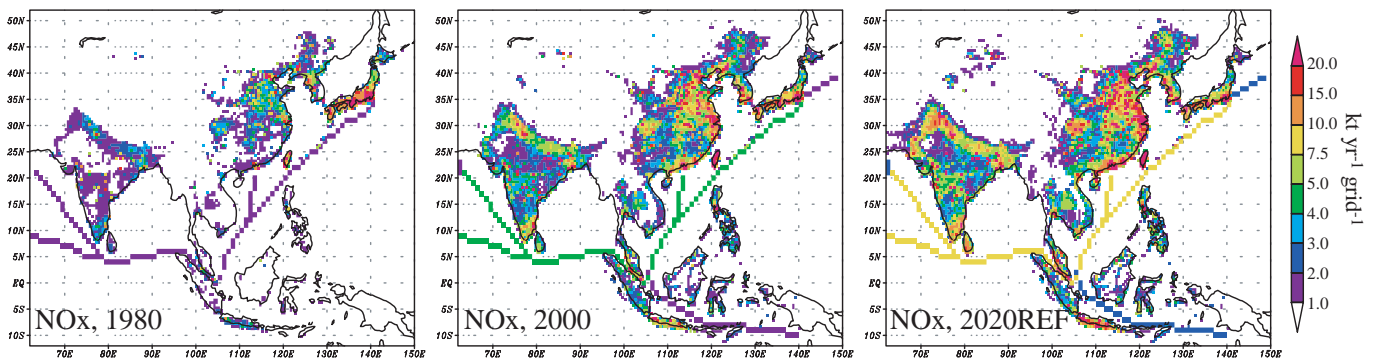 50N
45N
40N
35N
30N
25N
20N
15N
10N
5N
EQ
5S
10S
NOx, 1980
70E 80E 90E 100E 110E 120E 130E 140E 150E
50N
45N
40N
35N
30N
25N
20N
15N
10N
5N
EQ
5S
10S
NOx, 2000
70E 80E 90E 100E 110E 120E 130E 140E 150E
50N
45N
40N
35N
30N
25N
20N
15N
10N
5N
EQ
5S
10S
NOx, 2020REF
70E 80E 90E 100E 110E 120E 130E 140E 150E
20.0
15.0
10.0
7.5
5.0
4.0
3.0
2.0
1.0
kt yr-1 grid-1